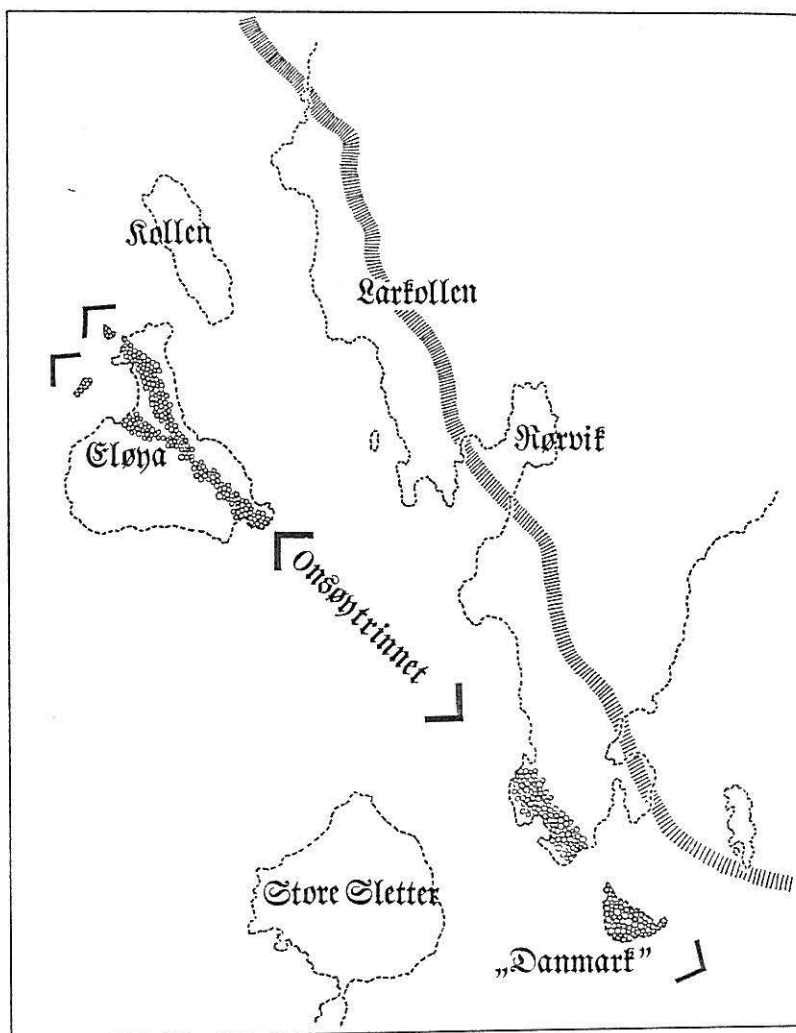 Kollen
Larkollen
Rørvik
Eløya
Onsøytrinnet
Store Sletter
„Danmark”